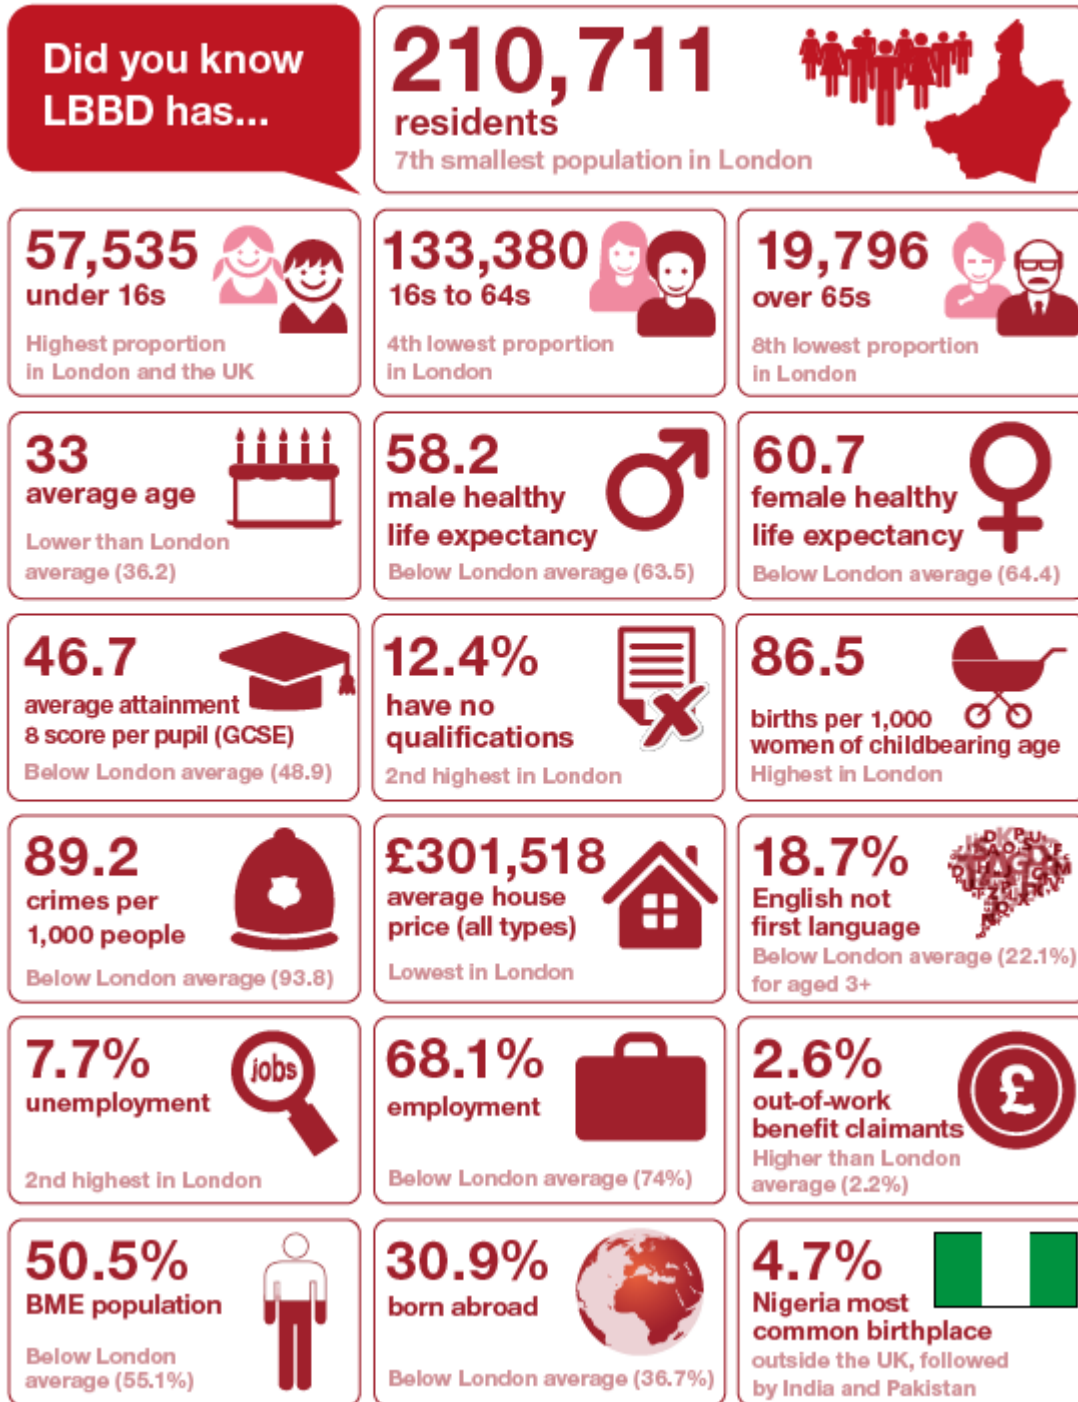 Did you know
LBBD has...
210,711
residents
7th smallest population in London
57,535
under 16s
Highest proportion
in London and the UK
133,380
16s to 64s
4th lowest proportion
in London
19,796
over 65s
8th lowest proportion
in London
33
average age
Lower than London
average (36.2)
58.2
male healthy
life expectancy
Below London average (63.5)
60.7
female healthy
life expectancy
Below London average (64.4)
46.7
average attainment
8 score per pupil (GCSE)
Below London average (48.9)
12.4%
have no
qualifications
2nd highest in London
86.5
births per 1,000
women of childbearing age
Highest in London
89.2
crimes per
1,000 people
Below London average (93.8)
£301,518
average house
price (all types)
Lowest in London
18.7%
English not
first language
Below London average (22.1%)
for aged 3+
7.7%
unemployment
jobs
2nd highest in London
68.1%
employment
Below London average (74%)
2.6%
out-of-work
benefit claimants
£
Higher than London
average (2.2%)
50.5%
BME population
Below London
average (55.1%)
30.9%
born abroad
Below London average (36.7%)
4.7%
Nigeria most
common birthplace
outside the UK, followed
by India and Pakistan